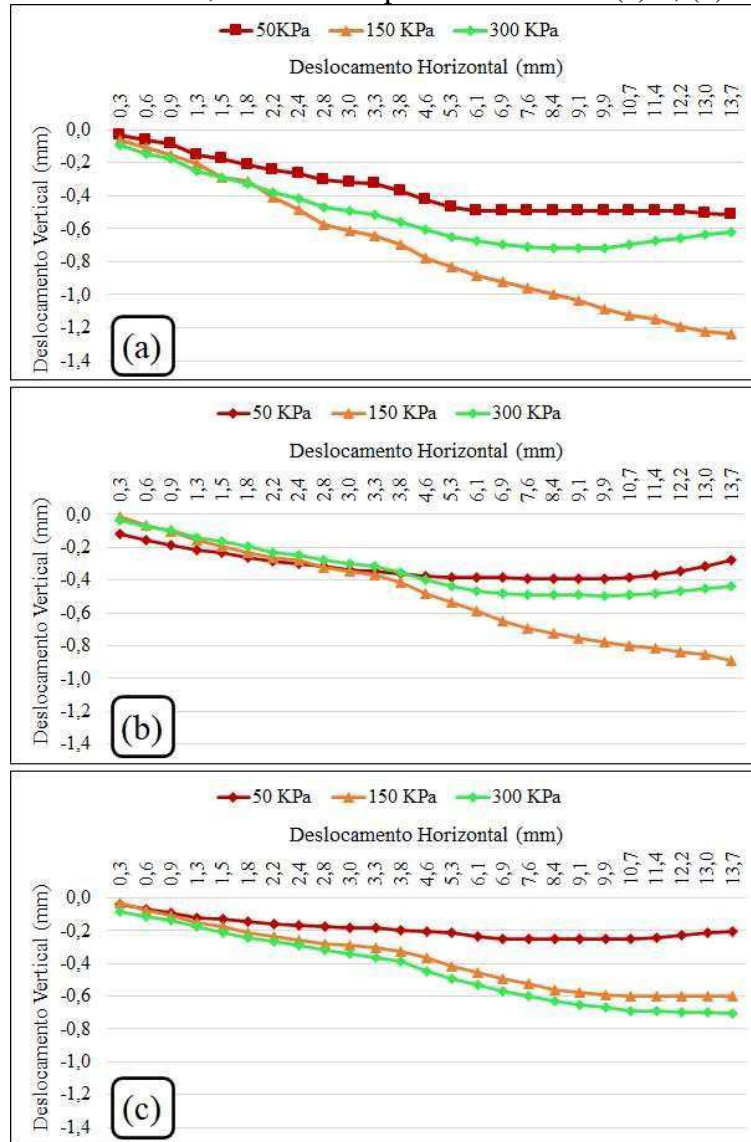 50KPa 150 KPa 300 KPa
Deslocamento Horizontal (mm)
0,3 0,6 0,9 1,3 1,5 1,8 2,2 2,4 2,8 3,0 3,3 3,8 4,6 5,3 6,1 6,9 7,6 8,4 9,1 9,9 10,7 11,4 12,2 13,0 13,7
Deslocamento Vertical (mm)
0,0
-0,2
-0,4
-0,6
-0,8
-1,0
-1,2
-1,4
(a)
50 KPa 150 KPa 300 KPa
Deslocamento Horizontal (mm)
0,3 0,6 0,9 1,3 1,5 1,8 2,2 2,4 2,8 3,0 3,3 3,8 4,6 5,3 6,1 6,9 7,6 8,4 9,1 9,9 10,7 11,4 12,2 13,0 13,7
Deslocamento Vertical (mm)
0,0
-0,2
-0,4
-0,6
-0,8
-1,0
-1,2
-1,4
(b)
50 KPa 150 KPa 300 KPa
Deslocamento Horizontal (mm)
0,3 0,6 0,9 1,3 1,5 1,8 2,2 2,4 2,8 3,0 3,3 3,8 4,6 5,3 6,1 6,9 7,6 8,4 9,1 9,9 10,7 11,4 12,2 13,0 13,7
Deslocamento Vertical (mm)
0,0
-0,2
-0,4
-0,6
-0,8
-1,0
-1,2
-1,4
(c)